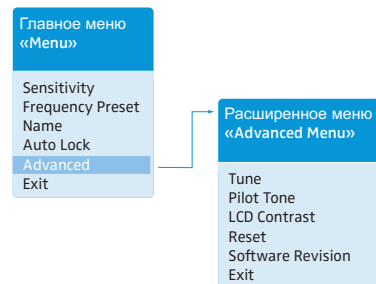 Главное меню
«Menu»
Sensitivity
Frequency Preset
Name
Auto Lock
Advanced
Exit
Расширенное меню
«Advanced Menu»
Tune
Pilot Tone
LCD Contrast
Reset
Software Revision
Exit